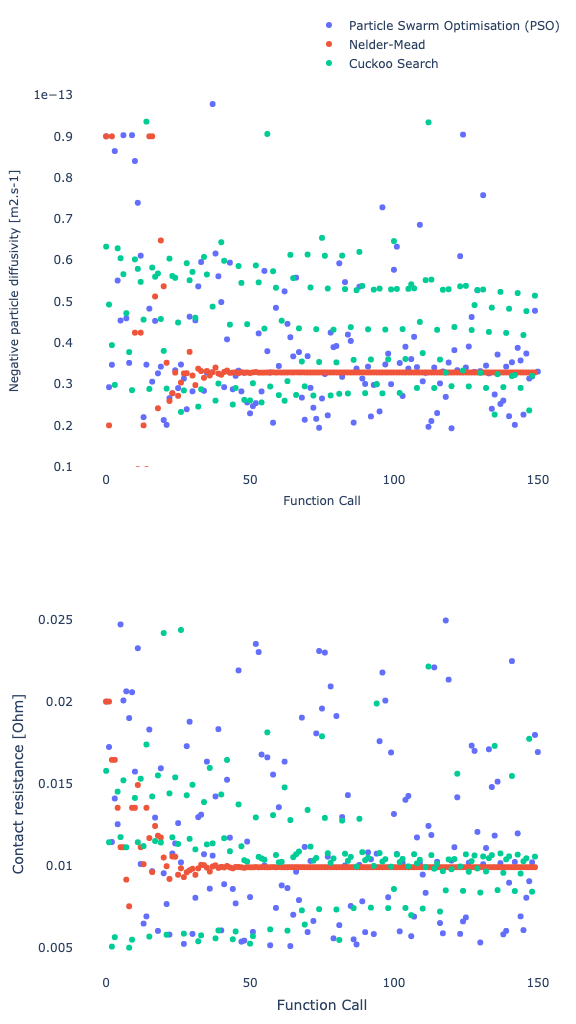 Particle Swarm Optimisation (PSO)
Nelder-Mead
Cuckoo Search
1e−13
0.9
0.8
0.7
0.6
0.5
0.4
0.3
0.2
0.1
Negative particle diffusivity [m2.s-1]
0 50 100 150
Function Call
0.025
0.02
0.015
0.01
0.005
Contact resistance [Ohm]
0 50 100 150
Function Call